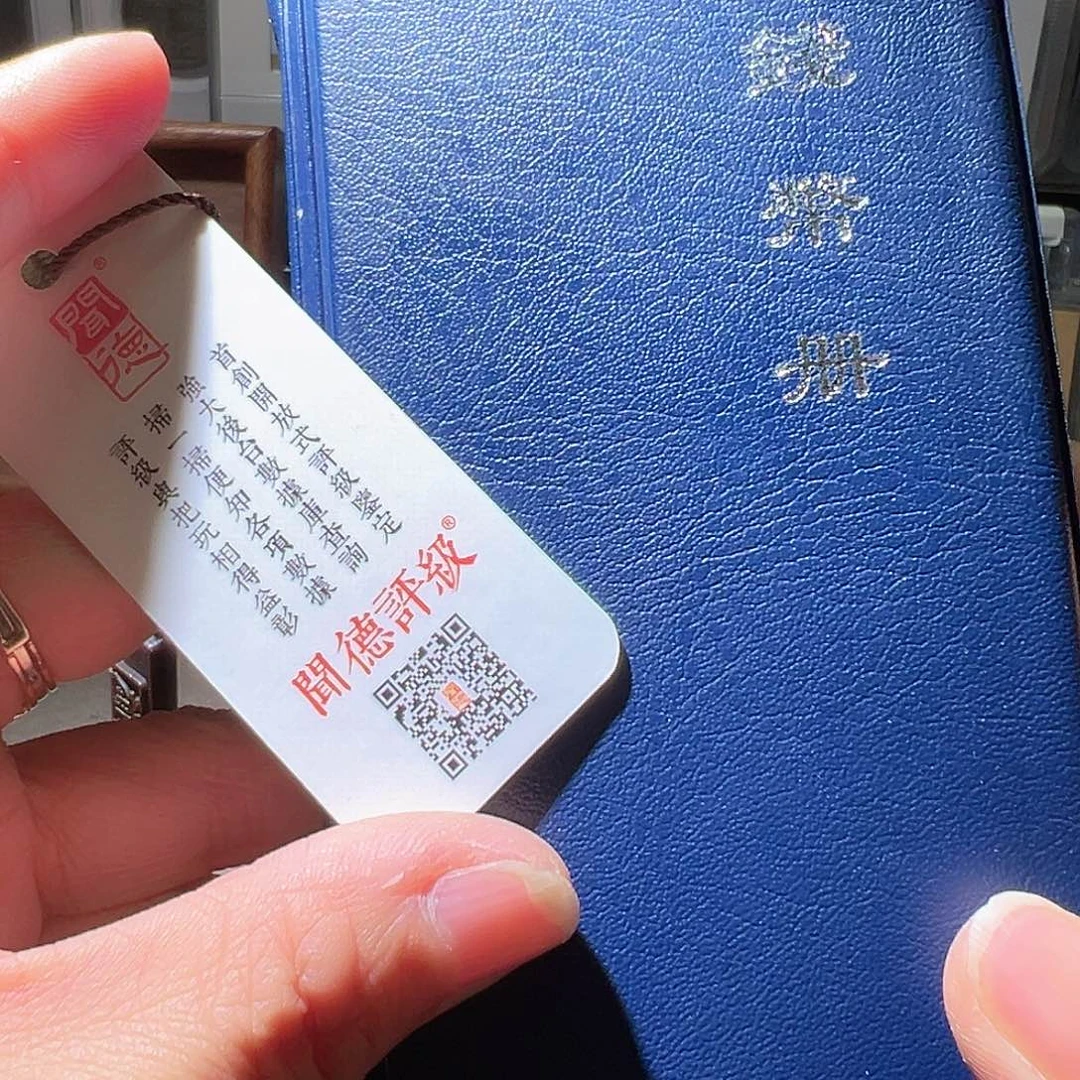 錢幣册
聞德®
首創開放式評級鑒定
強大後台數據庫查詢
掃一掃便知各項數據
評級與把玩相得益彰
聞德評級®